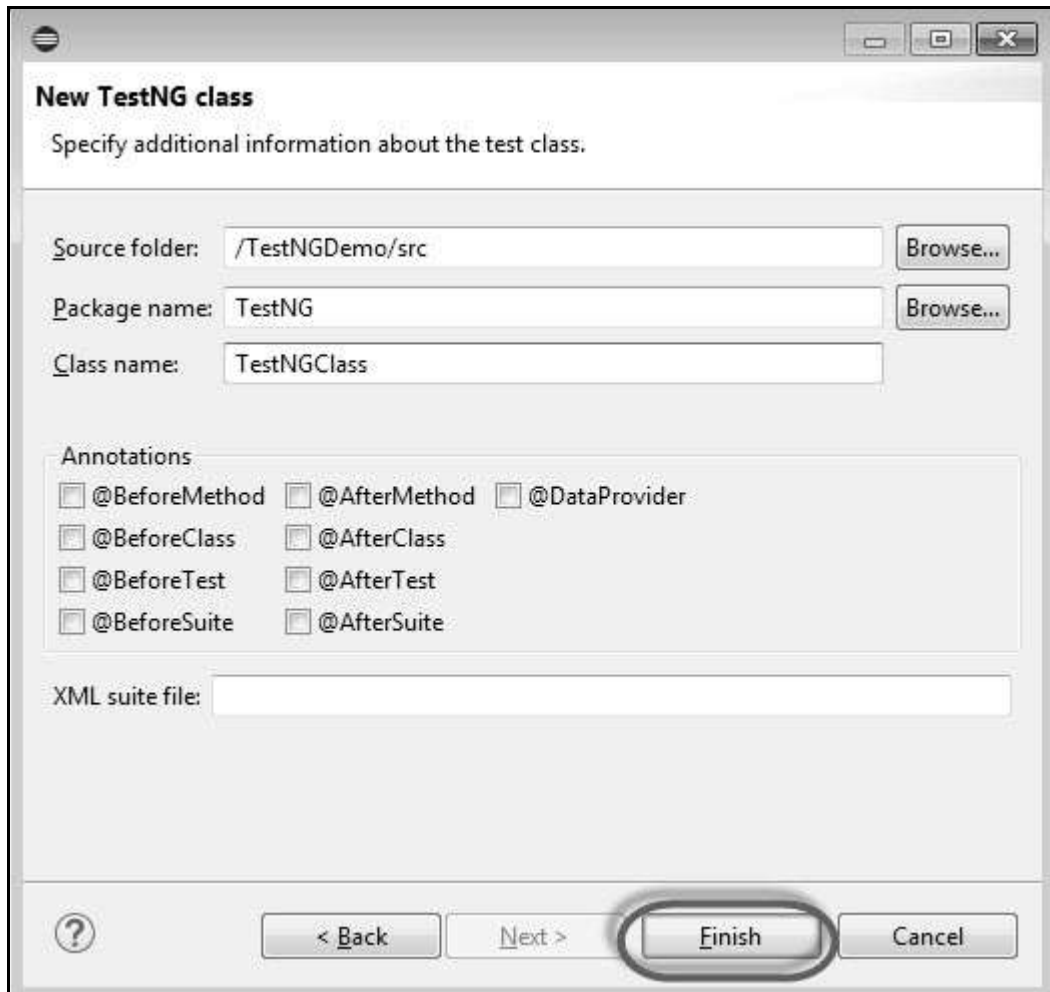 New TestNG class
Specify additional information about the test class.
Source folder: /TestNGDemo/src Browse...
Package name: TestNG Browse...
Class name: TestNGClass
Annotations
@BeforeMethod @AfterMethod @DataProvider
@BeforeClass @AfterClass
@BeforeTest @AfterTest
@BeforeSuite @AfterSuite
XML suite file:
? < Back Next > Finish Cancel